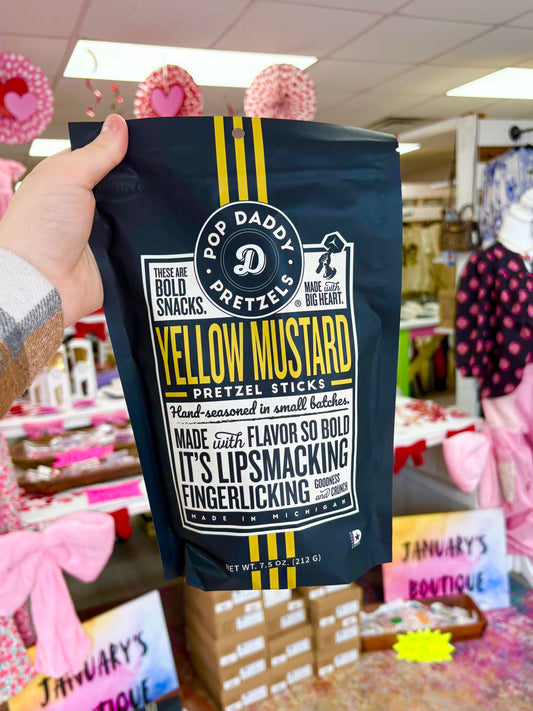 POP DADDY
D
PRETZELS
®
THESE ARE
BOLD
SNACKS.
MADE with
BIG HEART.
YELLOW MUSTARD
PRETZEL STICKS
Hand-seasoned in small batches.
MADE with FLAVOR SO BOLD
IT'S LIPSMACKING
FINGERLICKING GOODNESS
and CRUNCH
MADE IN MICHIGAN
NET WT. 7.5 OZ. (212 G)
JANUARY'S
BOUTIQUE
JANUARY'S
BOUTIQUE